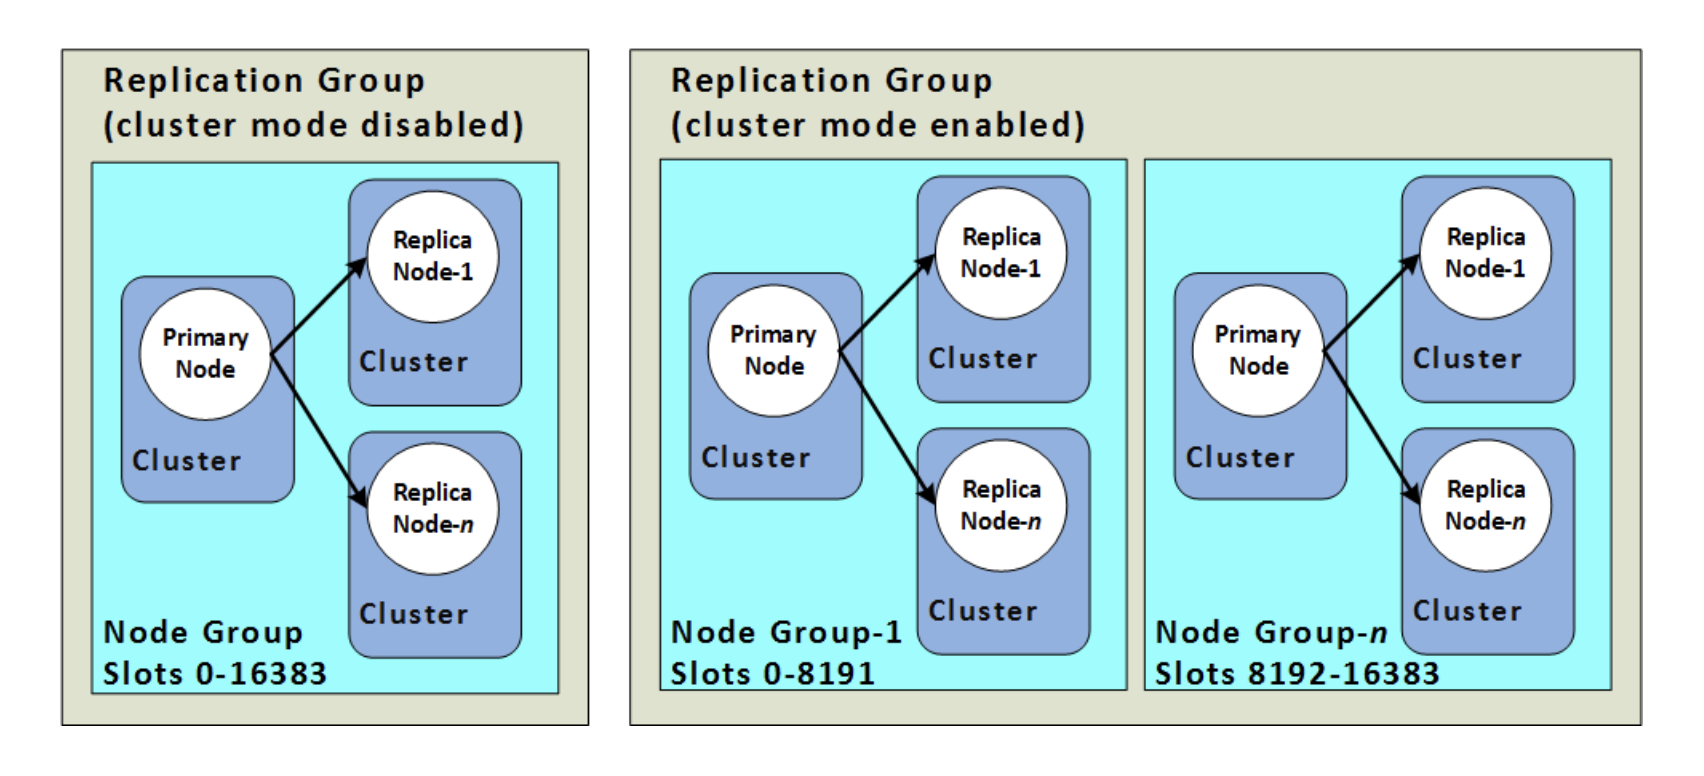 Replication Group
(cluster mode disabled)
Replica
Node-1
Cluster
Primary
Node
Cluster
Replica
Node-n
Cluster
Node Group
Slots 0-16383
Replication Group
(cluster mode enabled)
Replica
Node-1
Cluster
Primary
Node
Cluster
Replica
Node-n
Cluster
Node Group-1
Slots 0-8191
Replica
Node-1
Cluster
Primary
Node
Cluster
Replica
Node-n
Cluster
Node Group-n
Slots 8192-16383